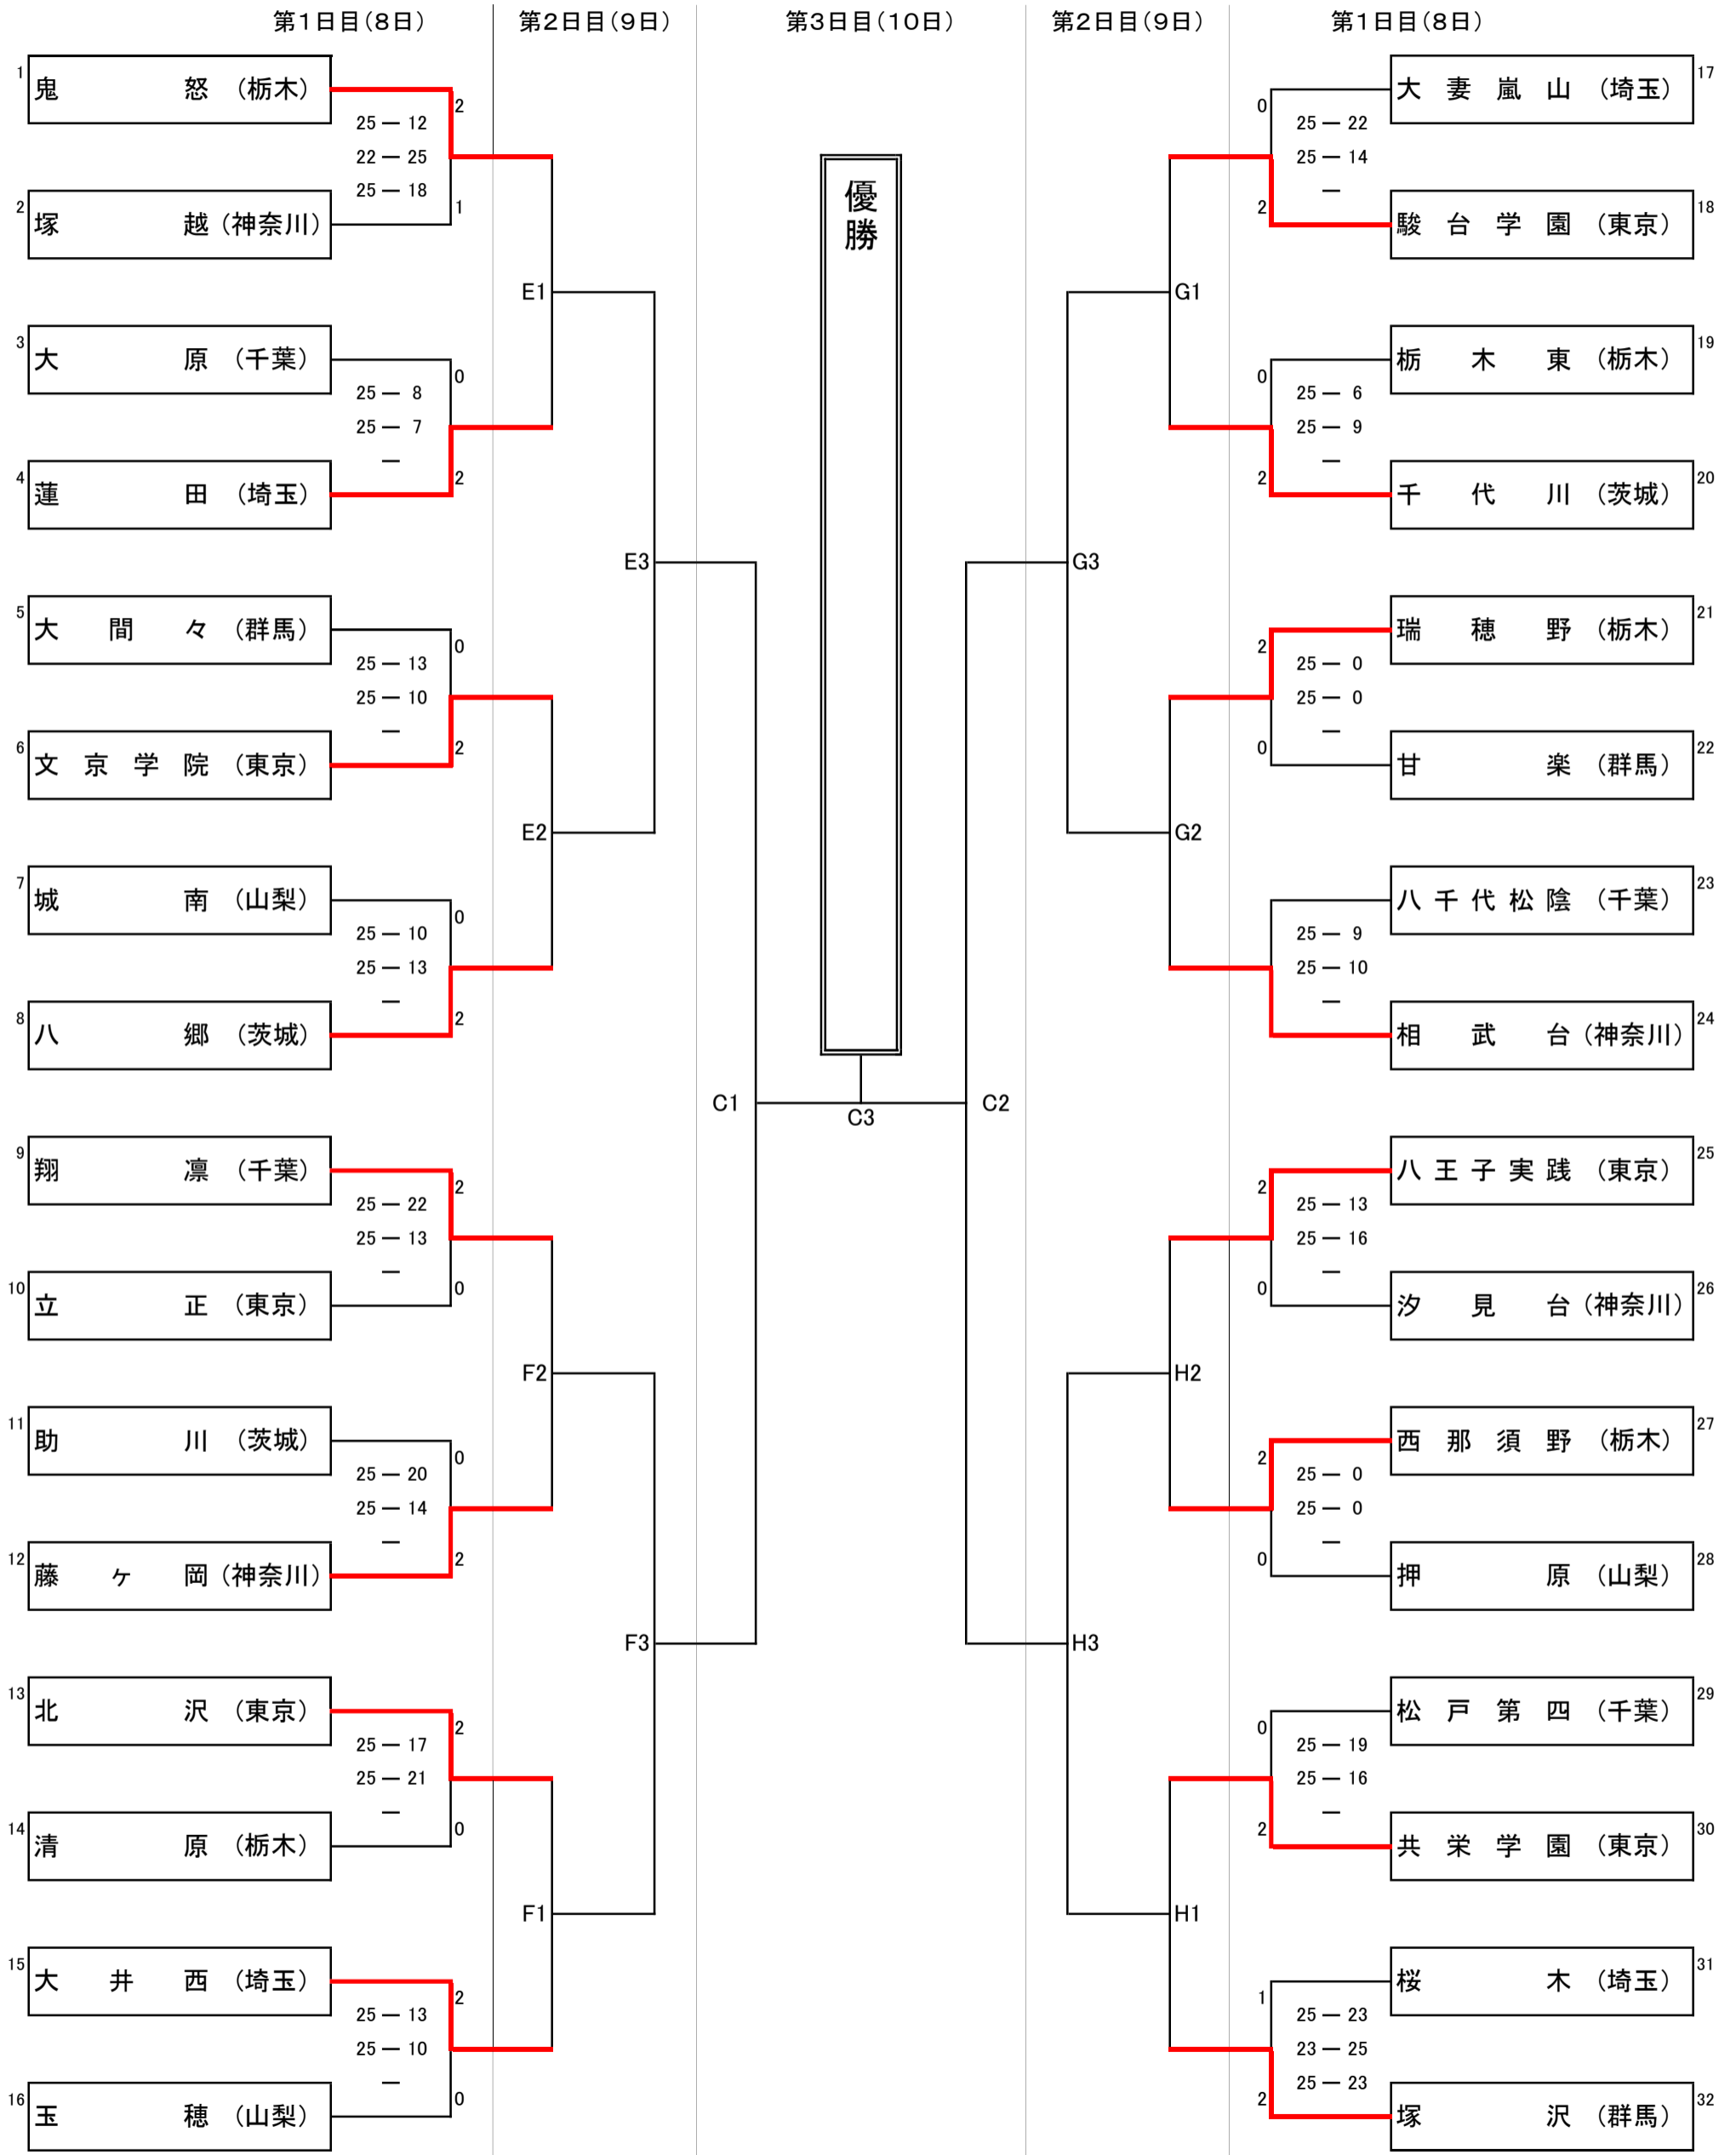 第1日目(8日) 第2日目(9日) 第3日目(10日) 第2日目(9日) 第1日目(8日)
優勝
1 鬼怒 (栃木)
2
25 ― 12
22 ― 25
25 ― 18
1
2 塚越 (神奈川)
E1
3 大原 (千葉)
0
25 ― 8
25 ― 7
―
2
4 蓮田 (埼玉)
E3
5 大間々 (群馬)
0
25 ― 13
25 ― 10
―
2
6 文京学院 (東京)
E2
7 城南 (山梨)
0
25 ― 10
25 ― 13
―
2
8 八郷 (茨城)
C1
9 翔凛 (千葉)
2
25 ― 22
25 ― 13
―
0
10 立正 (東京)
F2
11 助川 (茨城)
0
25 ― 20
25 ― 14
―
2
12 藤ヶ岡 (神奈川)
F3
13 北沢 (東京)
2
25 ― 17
25 ― 21
―
0
14 清原 (栃木)
F1
15 大井西 (埼玉)
2
25 ― 13
25 ― 10
―
0
16 玉穂 (山梨)
C3
大妻嵐山 (埼玉) 17
0
25 ― 22
25 ― 14
―
2
駿台学園 (東京) 18
G1
栃木東 (栃木) 19
0
25 ― 6
25 ― 9
―
2
千代川 (茨城) 20
G3
瑞穂野 (栃木) 21
2
25 ― 0
25 ― 0
―
0
甘楽 (群馬) 22
G2
八千代松陰 (千葉) 23
25 ― 9
25 ― 10
―
相武台 (神奈川) 24
C2
八王子実践 (東京) 25
2
25 ― 13
25 ― 16
―
0
汐見台 (神奈川) 26
H2
西那須野 (栃木) 27
2
25 ― 0
25 ― 0
―
0
押原 (山梨) 28
H3
松戸第四 (千葉) 29
0
25 ― 19
25 ― 16
―
2
共栄学園 (東京) 30
H1
桜木 (埼玉) 31
1
25 ― 23
23 ― 25
25 ― 23
2
塚沢 (群馬) 32